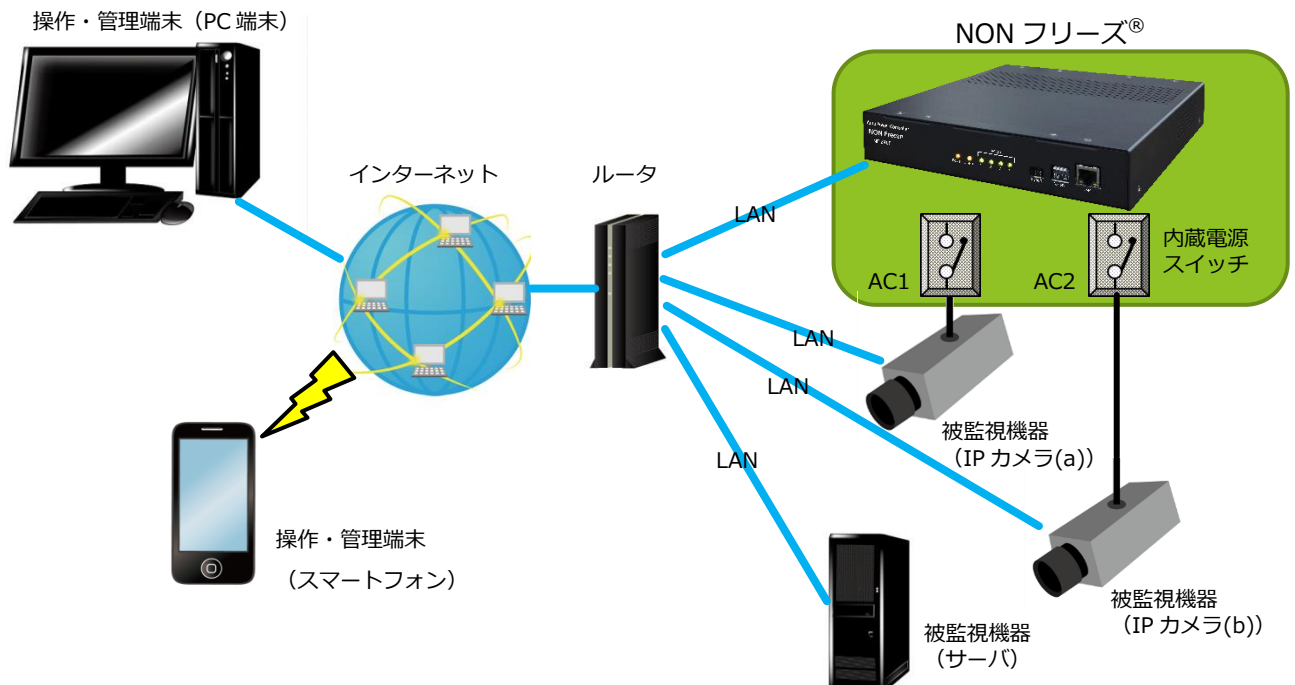 操作・管理端末（PC 端末）
NON フリーズ®
インターネット
ルータ
LAN
内蔵電源
スイッチ
AC1
AC2
LAN
LAN
被監視機器
（IP カメラ(a)）
LAN
操作・管理端末
（スマートフォン）
被監視機器
（IP カメラ(b)）
被監視機器
（サーバ）